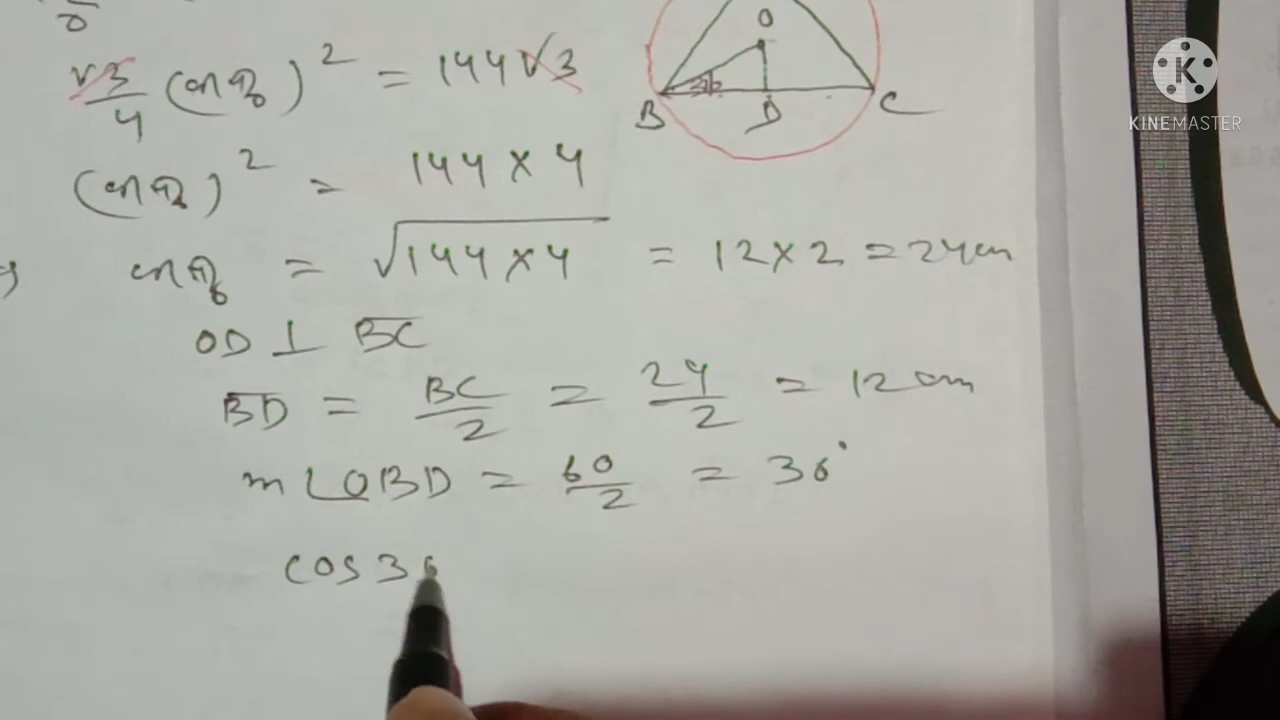 √3/4 (ବାହୁ)² = 144√3
(ବାହୁ)² = 144 × 4
ବାହୁ = √144 × 4 = 12 × 2 = 24cm
OD ⊥ BC
BD = BC/2 = 24/2 = 12 cm
m∠OBD = 60/2 = 30°
cos 30
O
B D C
KINEMASTER